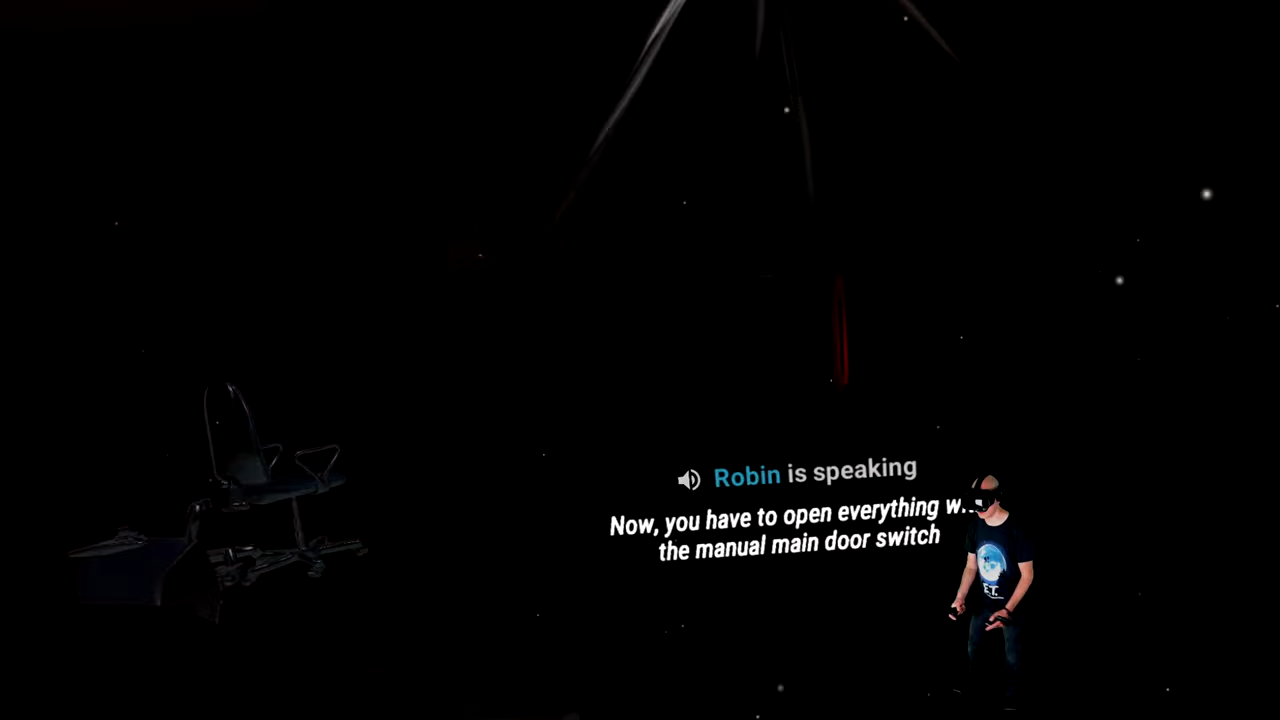 Robin is speaking
Now, you have to open everything w...
the manual main door switch
E.T.